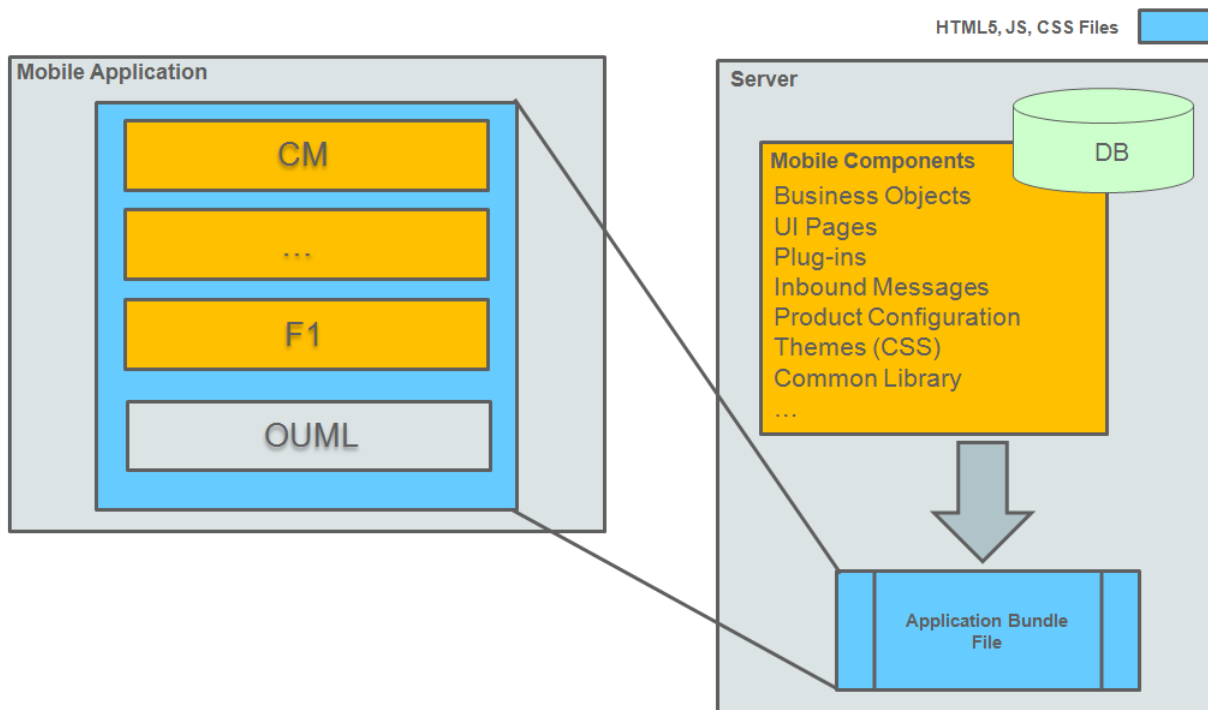 HTML5, JS, CSS Files
Mobile Application
CM
...
F1
OUML
Server
DB
Mobile Components
Business Objects
UI Pages
Plug-ins
Inbound Messages
Product Configuration
Themes (CSS)
Common Library
...
Application Bundle
File